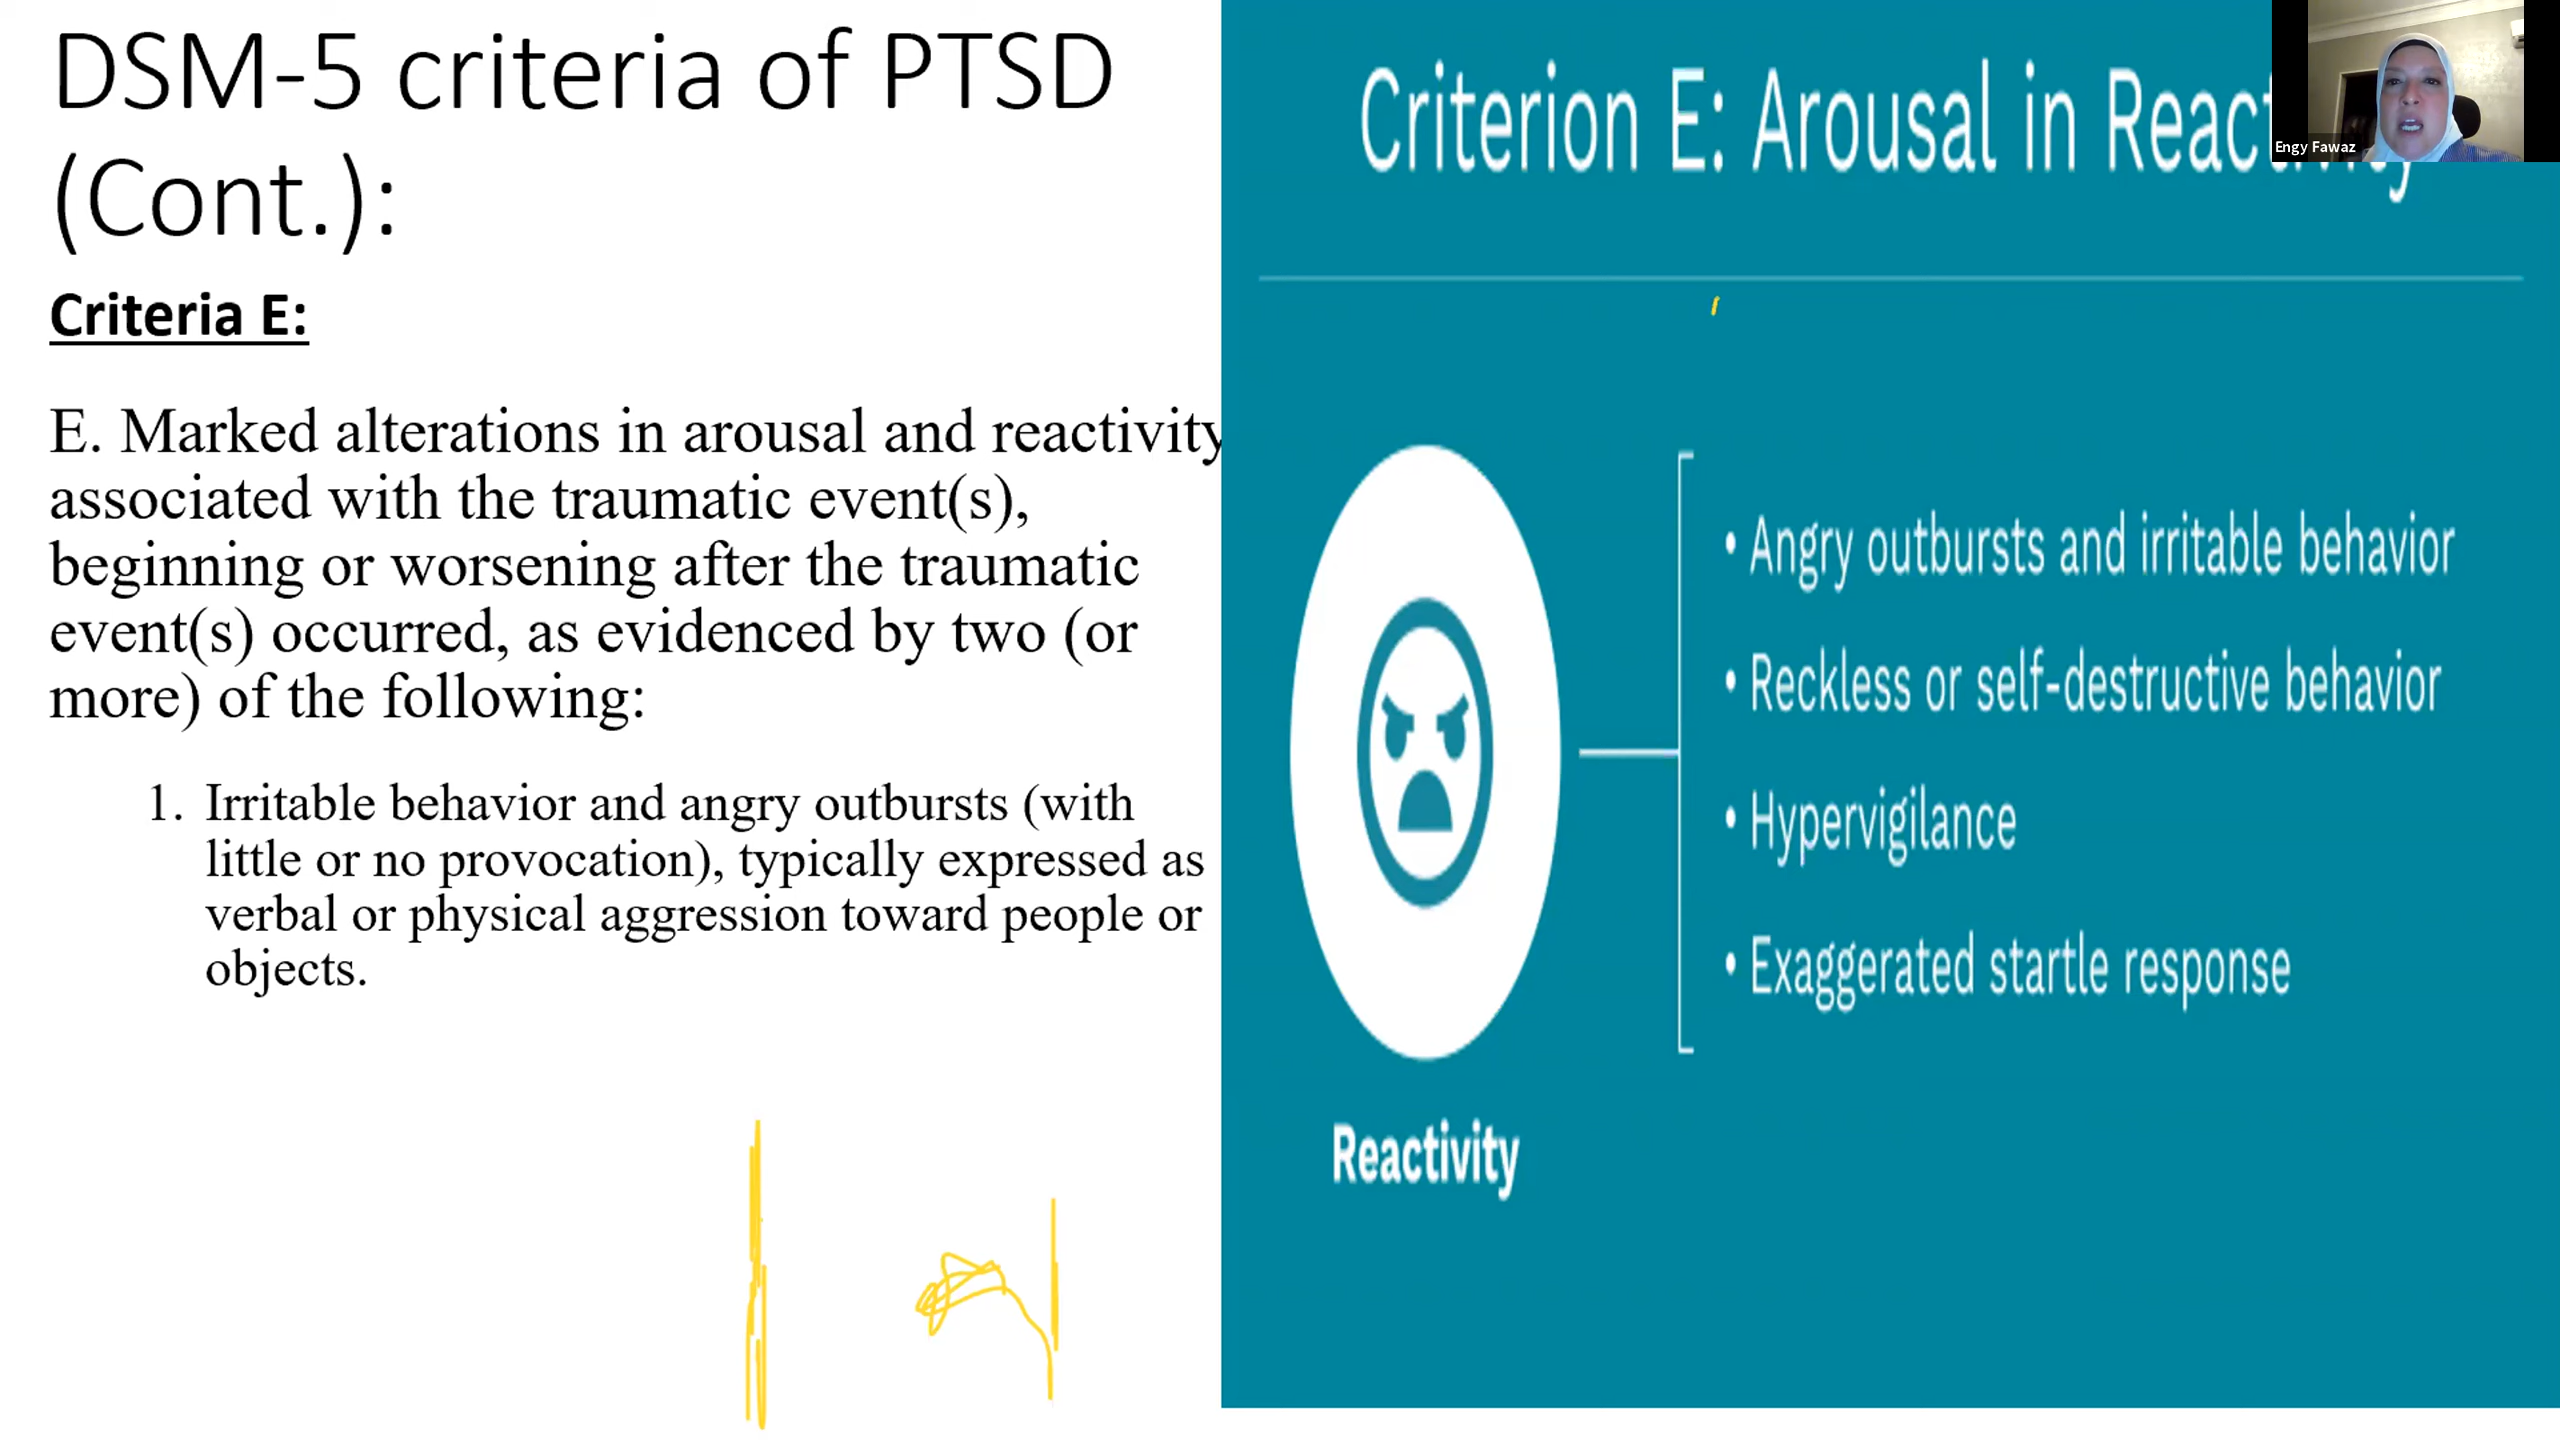 DSM-5 criteria of PTSD
(Cont.):
Criteria E:
E. Marked alterations in arousal and reactivity
associated with the traumatic event(s),
beginning or worsening after the traumatic
event(s) occurred, as evidenced by two (or
more) of the following:
1. Irritable behavior and angry outbursts (with
little or no provocation), typically expressed as
verbal or physical aggression toward people or
objects.
Criterion E: Arousal in React
• Angry outbursts and irritable behavior
• Reckless or self-destructive behavior
• Hypervigilance
• Exaggerated startle response
Reactivity
Engy Fawaz